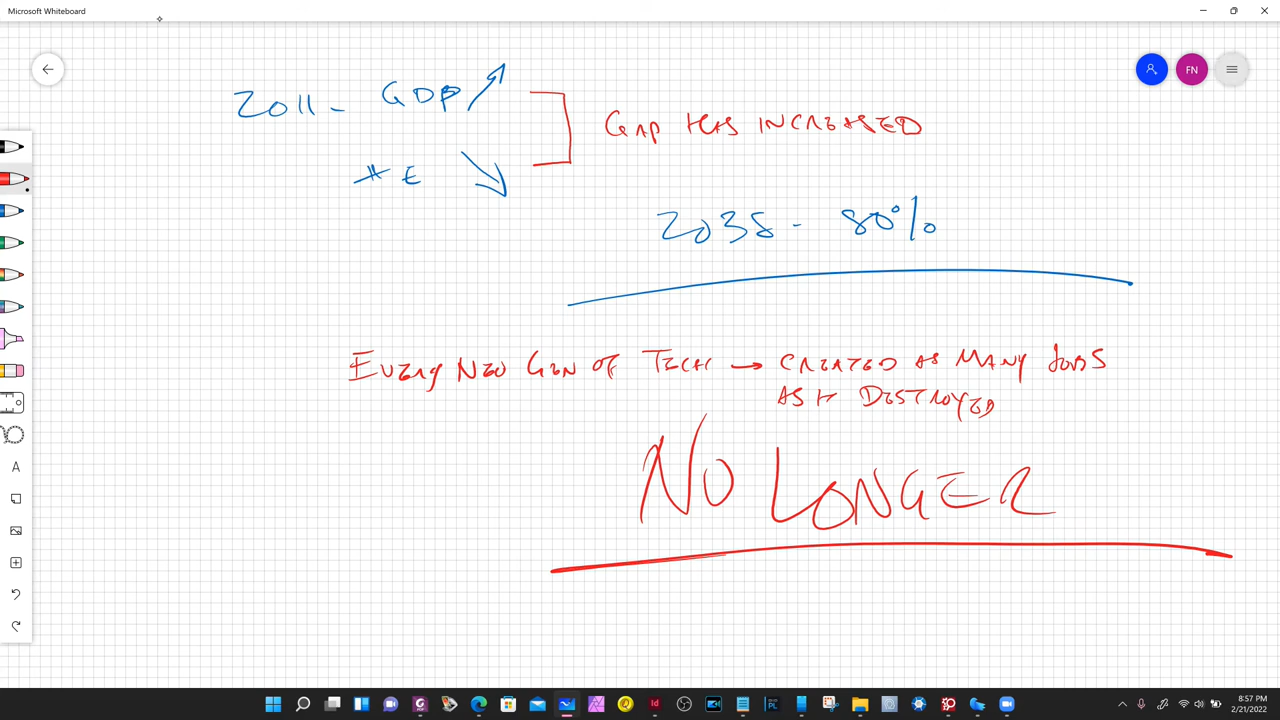 Microsoft Whiteboard
FN
2011 - GDP
GAP HAS INCREASED
# E
2038 - 80%
EVERY NEW GEN OF TECH → CREATED AS MANY JOBS
AS IT DESTROYED
NO LONGER
A
8:57 PM
2/21/2022